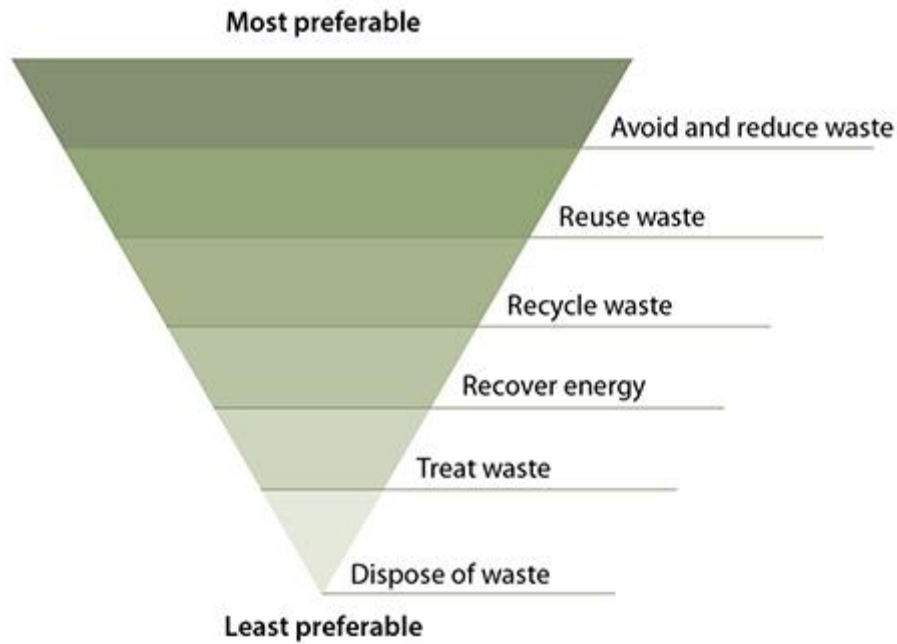 Most preferable
Avoid and reduce waste
Reuse waste
Recycle waste
Recover energy
Treat waste
Dispose of waste
Least preferable